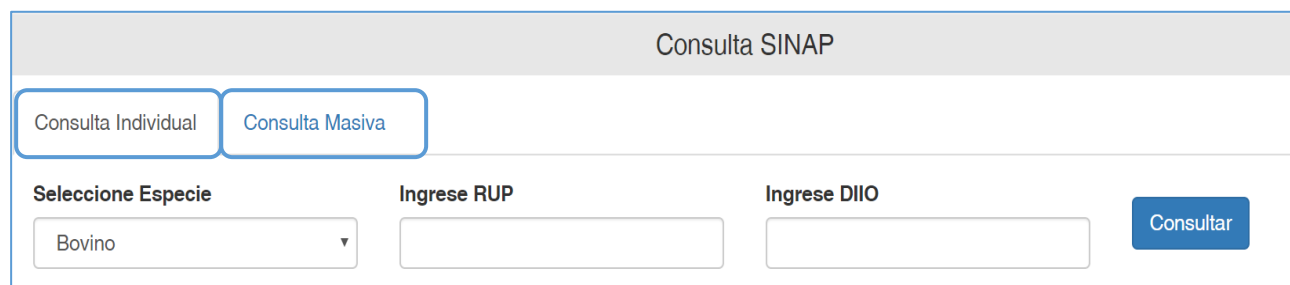 Consulta SINAP
Consulta Individual Consulta Masiva
Seleccione Especie Ingrese RUP Ingrese DIIO
Bovino Consultar